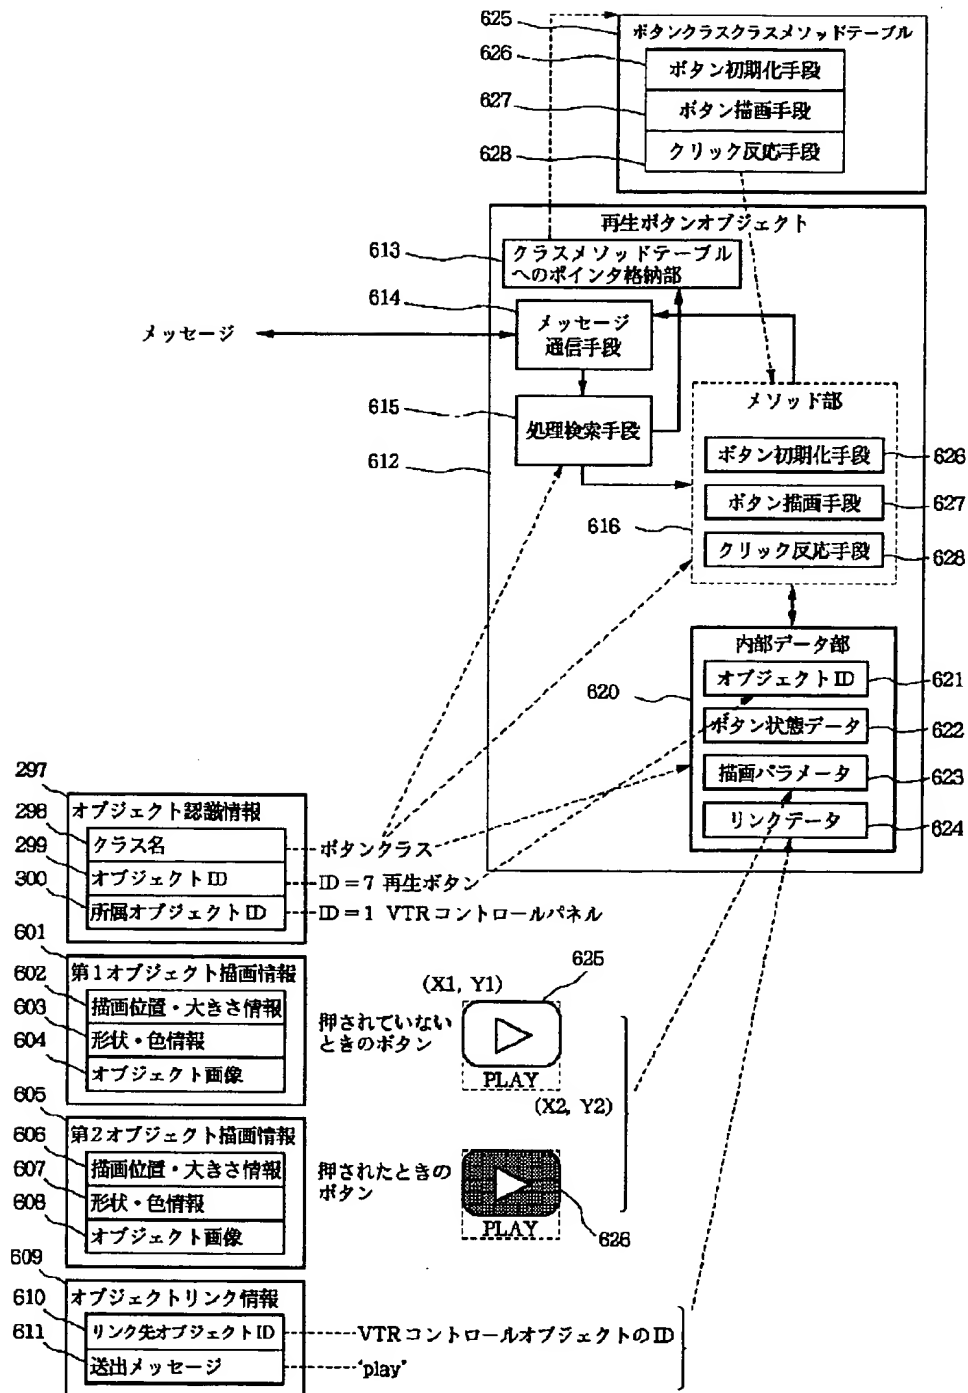 625
ボタンクラスクラスメソッドテーブル
626
ボタン初期化手段
627
ボタン描画手段
628
クリック反応手段
再生ボタンオブジェクト
613
クラスメソッドテーブル
へのポインタ格納部
614
メッセージ
メッセージ
通信手段
615
処理検索手段
612
メソッド部
ボタン初期化手段
626
ボタン描画手段
627
616
クリック反応手段
628
内部データ部
620
オブジェクトID
621
ボタン状態データ
622
描画パラメータ
623
リンクデータ
624
297
オブジェクト認識情報
298
クラス名
ボタンクラス
299
オブジェクトID
ID=7 再生ボタン
300
所属オブジェクトID
ID=1 VTRコントロールパネル
601
第1オブジェクト描画情報
602
描画位置・大きさ情報
603
形状・色情報
604
オブジェクト画像
押されていない
ときのボタン
(X1, Y1)
625
PLAY
(X2, Y2)
605
第2オブジェクト描画情報
606
描画位置・大きさ情報
607
形状・色情報
608
オブジェクト画像
押されたときの
ボタン
PLAY
626
609
オブジェクトリンク情報
610
リンク先オブジェクトID
VTRコントロールオブジェクトのID
611
送出メッセージ
'play'